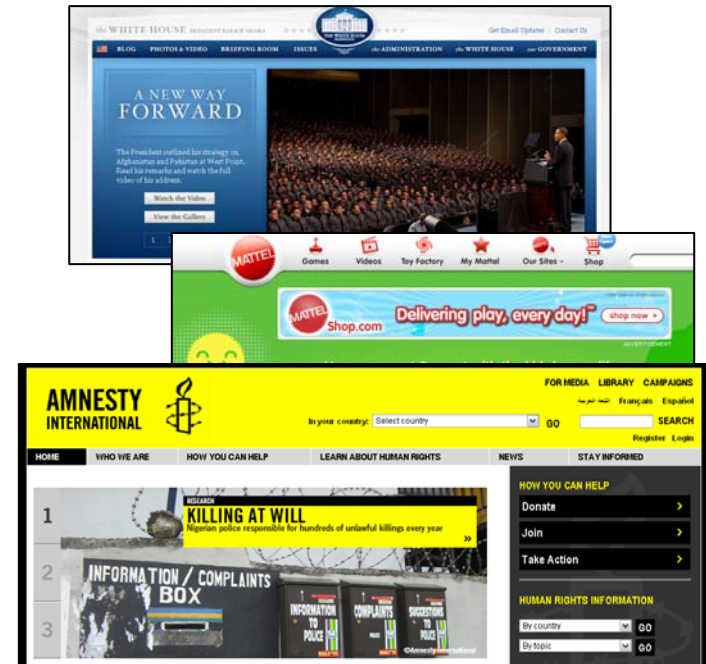 the WHITE HOUSE PRESIDENT BARACK OBAMA
Get Email Updates | Contact Us
BLOG PHOTOS & VIDEO BRIEFING ROOM ISSUES the ADMINISTRATION the WHITE HOUSE our GOVERNMENT
A NEW WAY
FORWARD
The President outlined his strategy on
Afghanistan and Pakistan at West Point.
Read his remarks and watch the full
video of his address.
Watch the Video
View the Gallery
1
MATTEL
Games Videos Toy Factory My Mattel Our Sites Shop
MATTEL Shop.com Delivering play, every day!™ shop now
ADVERTISEMENT
AMNESTY
INTERNATIONAL
FOR MEDIA LIBRARY CAMPAIGNS
اللغة العربية Français Español
In your country: Select country GO SEARCH
Register Login
HOME WHO WE ARE HOW YOU CAN HELP LEARN ABOUT HUMAN RIGHTS NEWS STAY INFORMED
1
2
3
RESEARCH
KILLING AT WILL
Nigerian police responsible for hundreds of unlawful killings every year
»
INFORMATION / COMPLAINTS
BOX
INFORMATION TO POLICE
COMPLAINTS
SUGGESTIONS TO POLICE
©Amnesty International
HOW YOU CAN HELP
Donate
Join
Take Action
HUMAN RIGHTS INFORMATION
By country GO
By topic GO